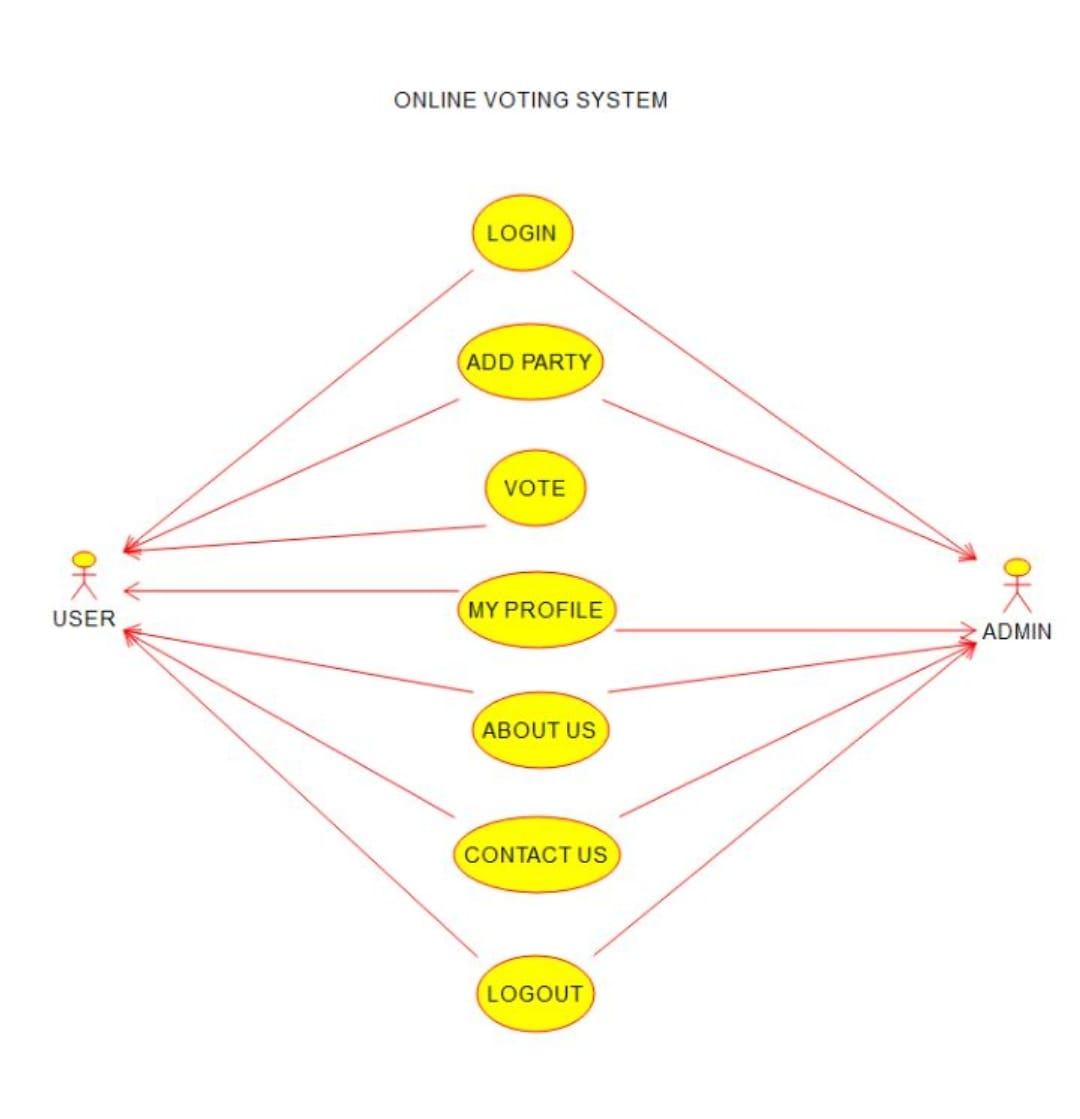 ONLINE VOTING SYSTEM
LOGIN
ADD PARTY
VOTE
MY PROFILE
USER
ADMIN
ABOUT US
CONTACT US
LOGOUT